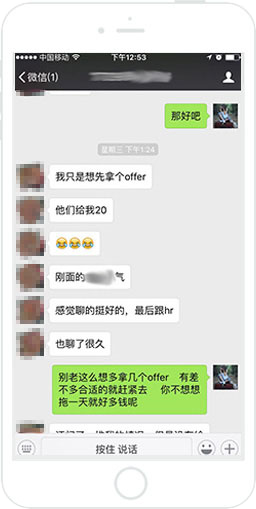 中国移动 下午12:53
微信(1)
那好吧
星期三 下午1:24
我只是想先拿个offer
他们给我20
😂😂😂
刚面的 气
感觉聊的挺好的，最后跟hr
也聊了很久
别老这么想多拿几个offer 有差
不多合适的就赶紧去 你不想想
拖一天就好多钱呢
按住 说话